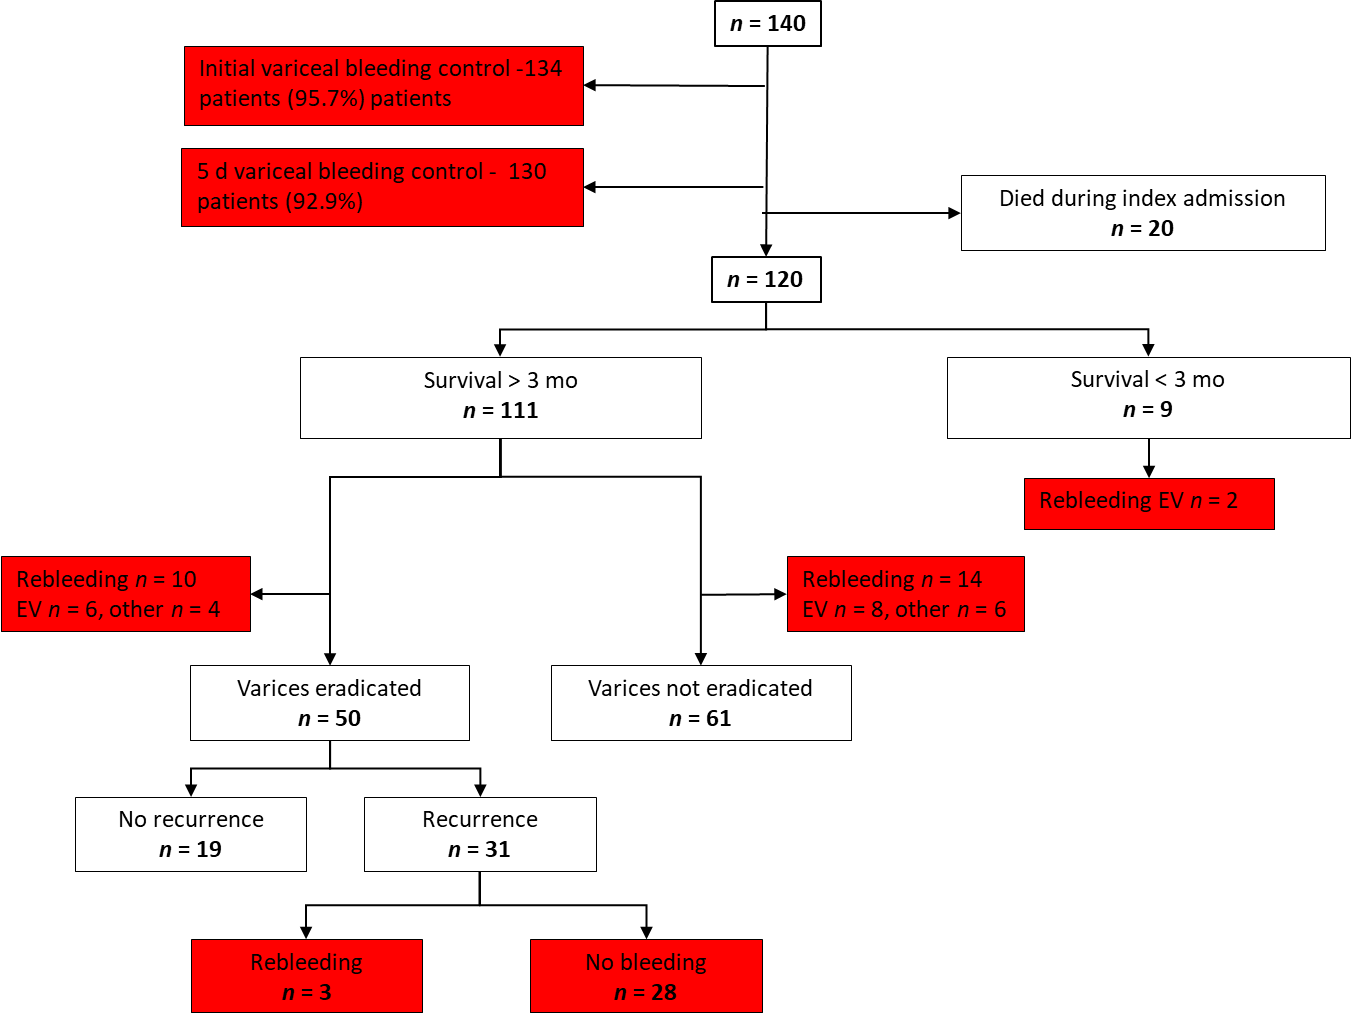 n = 140
Initial variceal bleeding control -134
patients (95.7%) patients
5 d variceal bleeding control -  130
patients (92.9%)
Died during index admission
n = 20
n = 120
Survival > 3 mo
n = 111
Survival < 3 mo
n = 9
Rebleeding EV n = 2
Rebleeding n = 10
EV n = 6, other n = 4
Rebleeding n = 14
EV n = 8, other n = 6
Varices eradicated
n = 50
Varices not eradicated
n = 61
No recurrence
n = 19
Recurrence
n = 31
Rebleeding
n = 3
No bleeding
n = 28